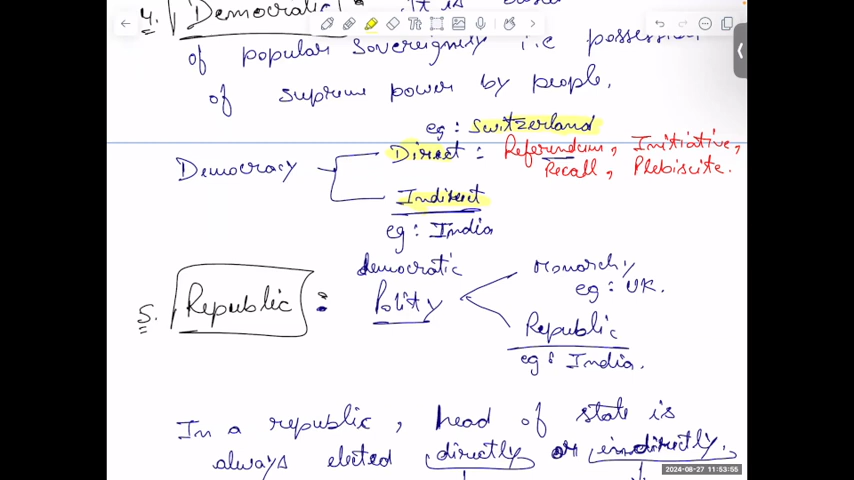 4. Democratic : It is based
of popular sovereignity i.e possession
of supreme power by people.
eg : Switzerland
Democracy
Direct : Referendum, Initiative,
Recall, Plebiscite.
Indirect
eg : India
5. Republic :
democratic
Polity
Monarchy
eg : UK.
Republic
eg : India.
In a republic, head of state is
always elected directly or indirectly.
2024-08-27 11:53:55